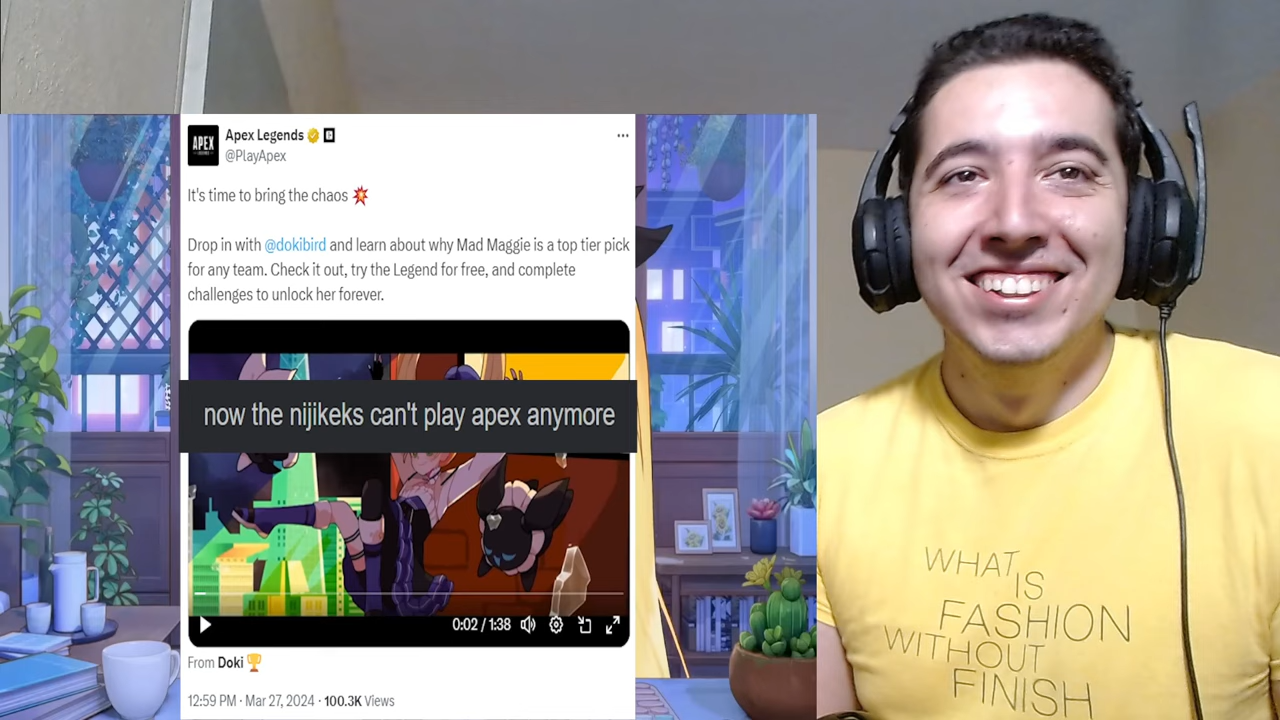 APEX
Apex Legends
@PlayApex
It's time to bring the chaos 💥
Drop in with @dokibird and learn about why Mad Maggie is a top tier pick
for any team. Check it out, try the Legend for free, and complete
challenges to unlock her forever.
now the nijikeks can't play apex anymore
0:02 / 1:38
From Doki 🏆
12:59 PM · Mar 27, 2024 · 100.3K Views
WHAT
IS
FASHION
WITHOUT
FINISH